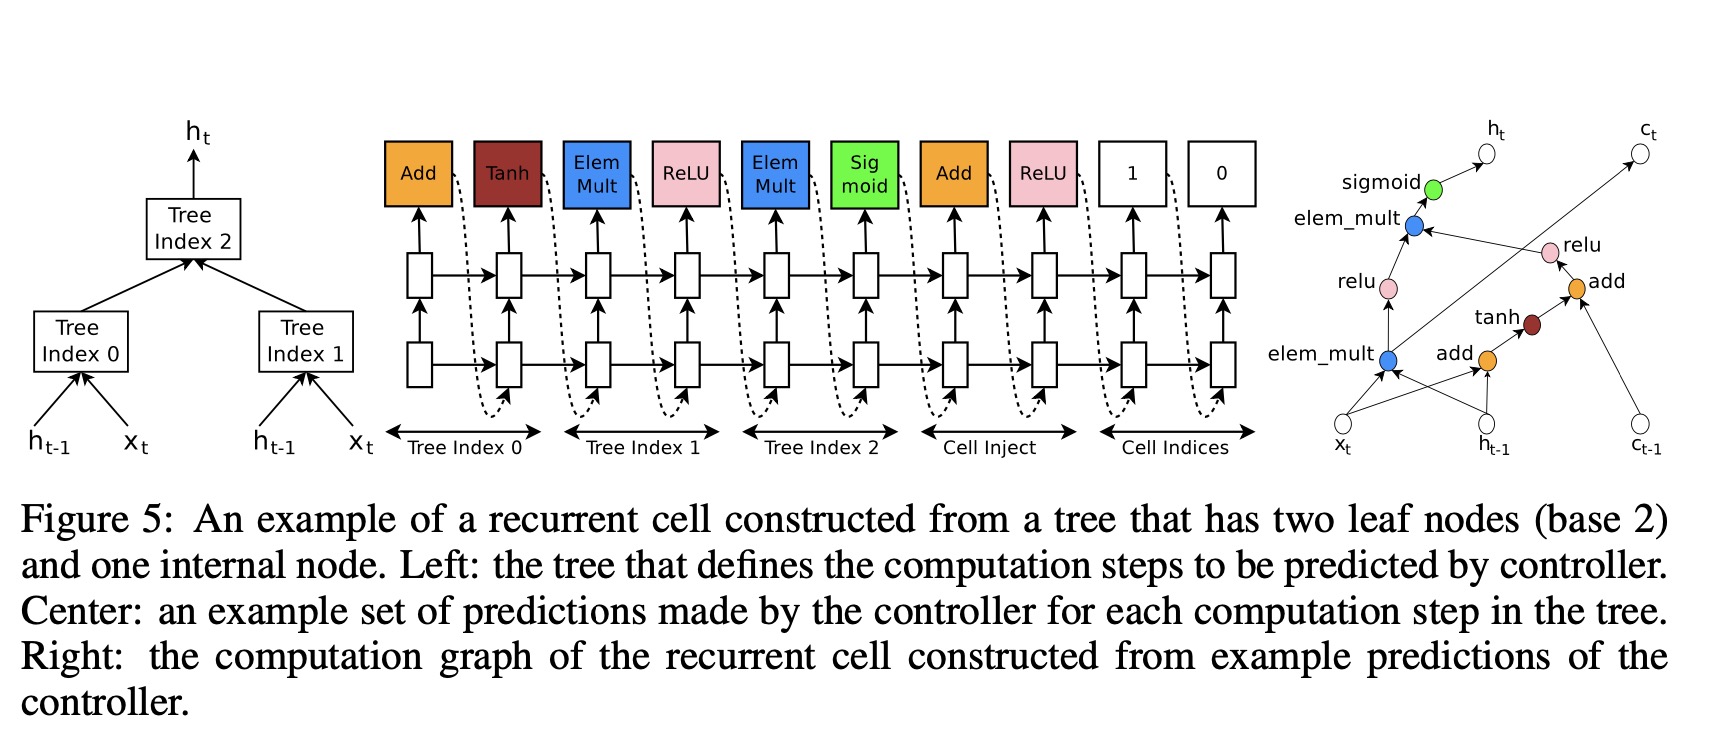 h_t
Tree
Index 2
Tree
Index 0
Tree
Index 1
h_t-1
x_t
h_t-1
x_t
Add
Tanh
Elem
Mult
ReLU
Elem
Mult
Sig
moid
Add
ReLU
1
0
Tree Index 0
Tree Index 1
Tree Index 2
Cell Inject
Cell Indices
h_t
c_t
sigmoid
elem_mult
relu
relu
add
tanh
elem_mult
add
x_t
h_t-1
c_t-1
Figure 5: An example of a recurrent cell constructed from a tree that has two leaf nodes (base 2)
and one internal node. Left: the tree that defines the computation steps to be predicted by controller.
Center: an example set of predictions made by the controller for each computation step in the tree.
Right: the computation graph of the recurrent cell constructed from example predictions of the
controller.